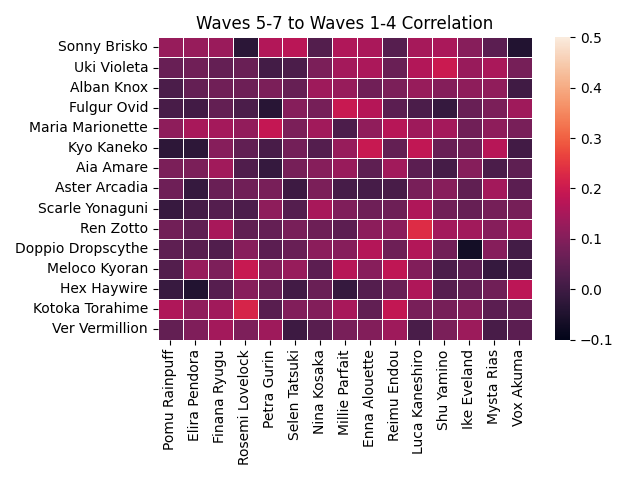 Waves 5-7 to Waves 1-4 Correlation
Sonny Brisko
Uki Violeta
Alban Knox
Fulgur Ovid
Maria Marionette
Kyo Kaneko
Aia Amare
Aster Arcadia
Scarle Yonaguni
Ren Zotto
Doppio Dropscythe
Meloco Kyoran
Hex Haywire
Kotoka Torahime
Ver Vermillion
Pomu Rainpuff
Elira Pendora
Finana Ryugu
Rosemi Lovelock
Petra Gurin
Selen Tatsuki
Nina Kosaka
Millie Parfait
Enna Alouette
Reimu Endou
Luca Kaneshiro
Shu Yamino
Ike Eveland
Mysta Rias
Vox Akuma
0.5
0.4
0.3
0.2
0.1
0.0
−0.1